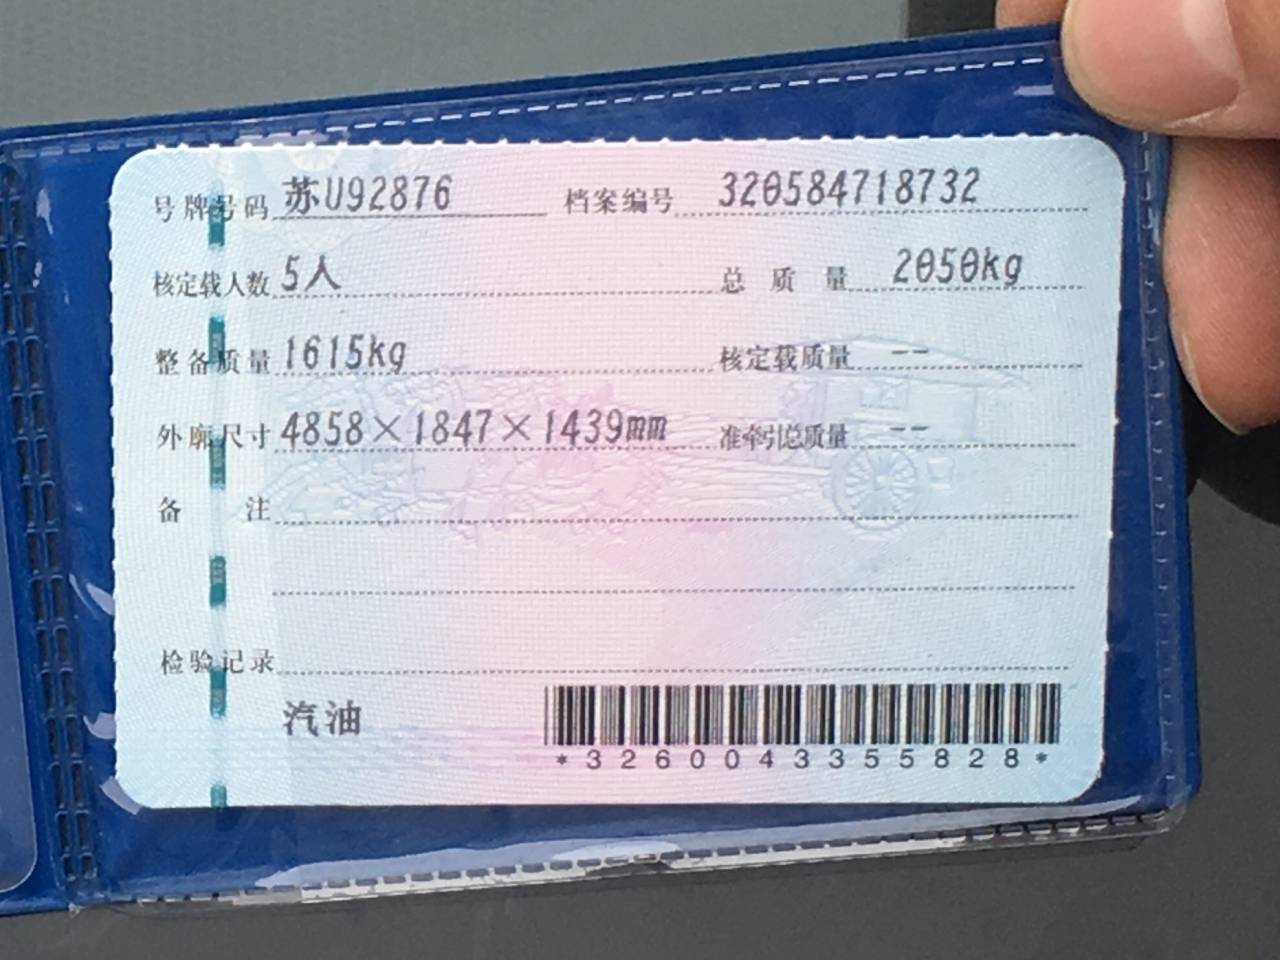 号牌号码 苏U92876 档案编号 320584718732
核定载人数 5人 总质量 2050kg
整备质量 1615kg 核定载质量 --
外廓尺寸 4858×1847×1439mm 准牵引总质量 --
备注
检验记录
汽油
*3260043355828*